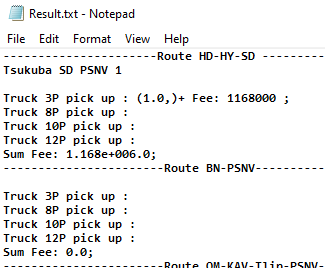 Result.txt - Notepad
File Edit Format View Help
-----------------------Route HD-HY-SD ---------
Tsukuba SD PSNV 1
Truck 3P pick up : (1.0,)+ Fee: 1168000 ;
Truck 8P pick up :
Truck 10P pick up :
Truck 12P pick up :
Sum Fee: 1.168e+006.0;
------------------------Route BN-PSNV----------
Truck 3P pick up :
Truck 8P pick up :
Truck 10P pick up :
Truck 12P pick up :
Sum Fee: 0.0;
------------------------Route QM-KAV-Ilip-PSNV-